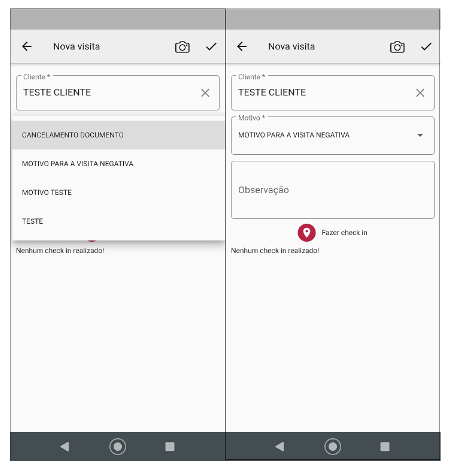 Nova visita
Cliente *
TESTE CLIENTE
CANCELAMENTO DOCUMENTO
MOTIVO PARA A VISITA NEGATIVA
MOTIVO TESTE
TESTE
Nenhum check in realizado!
Nova visita
Cliente *
TESTE CLIENTE
Motivo *
MOTIVO PARA A VISITA NEGATIVA
Observação
Fazer check in
Nenhum check in realizado!